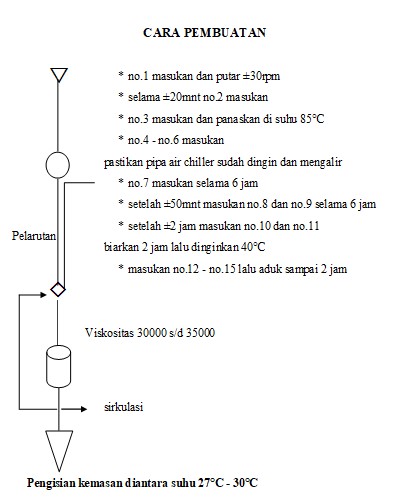 CARA PEMBUATAN
* no.1 masukan dan putar ±30rpm
* selama ±20mnt no.2 masukan
* no.3 masukan dan panaskan di suhu 85°C
* no.4 - no.6 masukan
pastikan pipa air chiller sudah dingin dan mengalir
* no.7 masukan selama 6 jam
* setelah ±50mnt masukan no.8 dan no.9 selama 6 jam
* setelah ±2 jam masukan no.10 dan no.11
Pelarutan
biarkan 2 jam lalu dinginkan 40°C
* masukan no.12 - no.15 lalu aduk sampai 2 jam
Viskositas 30000 s/d 35000
sirkulasi
Pengisian kemasan diantara suhu 27°C - 30°C